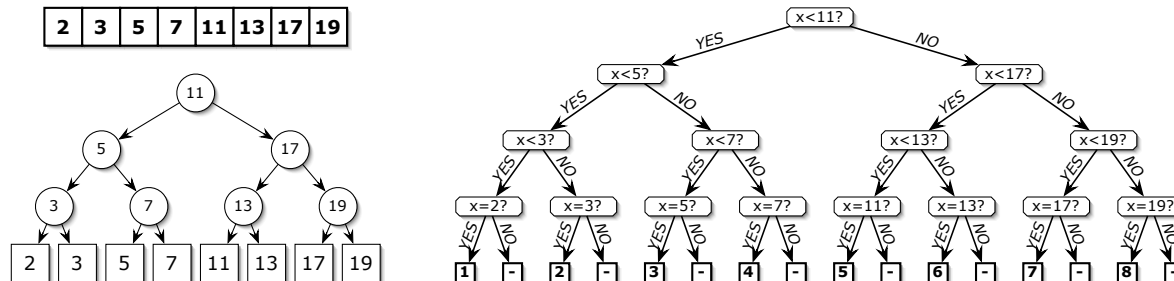 2 3 5 7 11 13 17 19
11
5 17
3 7 13 19
2 3 5 7 11 13 17 19
x<11?
YES NO
x<5? x<17?
YES NO YES NO
x<3? x<7? x<13? x<19?
YES NO YES NO YES NO YES NO
x=2? x=3? x=5? x=7? x=11? x=13? x=17? x=19?
YES NO YES NO YES NO YES NO YES NO YES NO YES NO YES NO
1 - 2 - 3 - 4 - 5 - 6 - 7 - 8 -